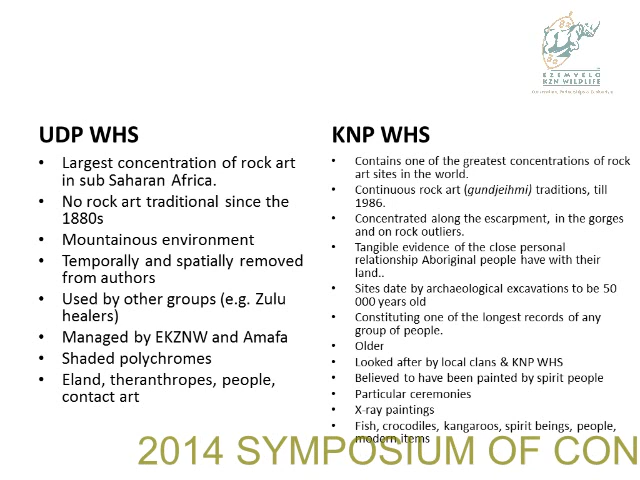 EZEMVELO
KZN WILDLIFE
UDP WHS
• Largest concentration of rock art
in sub Saharan Africa.
• No rock art traditional since the
1880s
• Mountainous environment
• Temporally and spatially removed
from authors
• Used by other groups (e.g. Zulu
healers)
• Managed by EKZNW and Amafa
• Shaded polychromes
• Eland, theranthropes, people,
contact art
KNP WHS
• Contains one of the greatest concentrations of rock
art sites in the world.
• Continuous rock art (gundjeihmi) traditions, till
1986.
• Concentrated along the escarpment, in the gorges
and on rock outliers.
• Tangible evidence of the close personal
relationship Aboriginal people have with their
land..
• Sites date by archaeological excavations to be 50
000 years old
• Constituting one of the longest records of any
group of people.
• Older
• Looked after by local clans & KNP WHS
• Believed to have been painted by spirit people
• Particular ceremonies
• X-ray paintings
• Fish, crocodiles, kangaroos, spirit beings, people,
modern items
2014 SYMPOSIUM OF CON